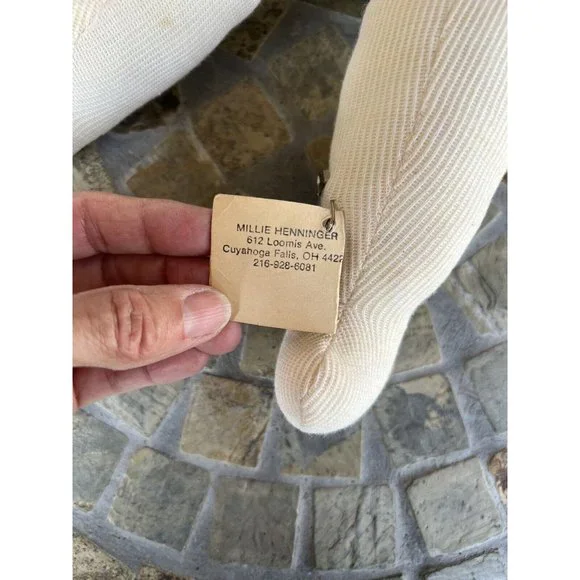 MILLIE HENNINGER
612 Loomis Ave.
Cuyahoga Falls, OH 4422
216-928-6081